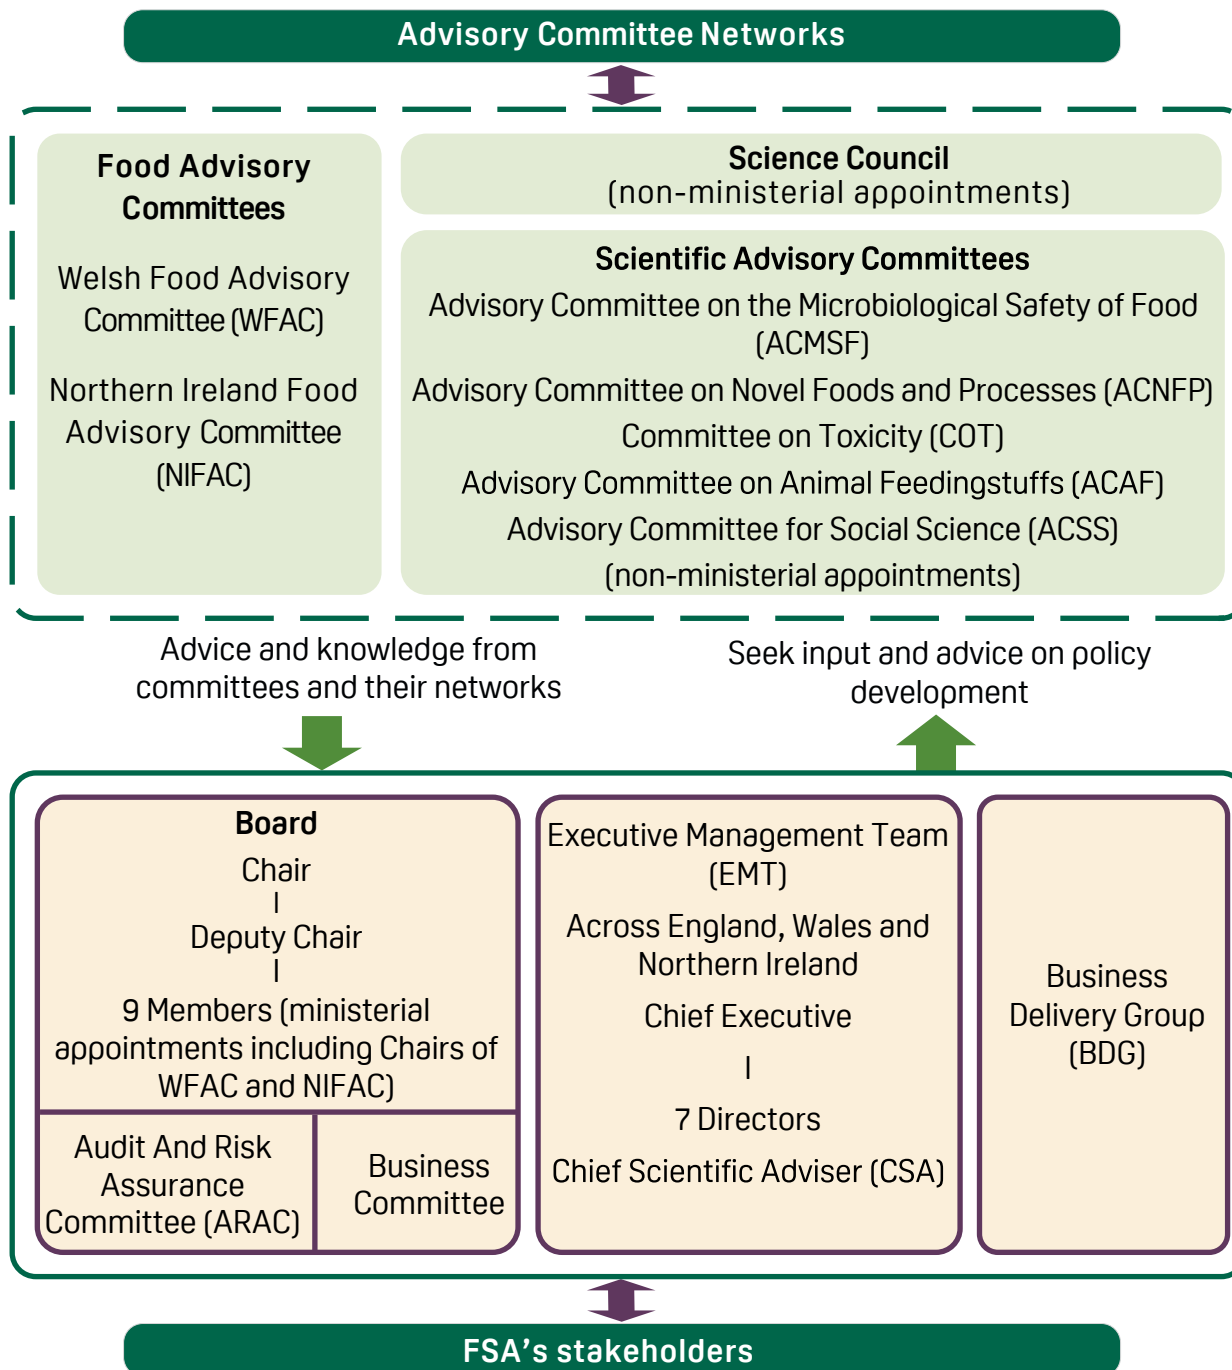 Advisory Committee Networks
Food Advisory
Committees
Welsh Food Advisory
Committee (WFAC)
Northern Ireland Food
Advisory Committee
(NIFAC)
Science Council
(non-ministerial appointments)
Scientific Advisory Committees
Advisory Committee on the Microbiological Safety of Food
(ACMSF)
Advisory Committee on Novel Foods and Processes (ACNFP)
Committee on Toxicity (COT)
Advisory Committee on Animal Feedingstuffs (ACAF)
Advisory Committee for Social Science (ACSS)
(non-ministerial appointments)
Advice and knowledge from
committees and their networks
Seek input and advice on policy
development
Board
Chair
Deputy Chair
9 Members (ministerial
appointments including Chairs of
WFAC and NIFAC)
Audit And Risk
Assurance
Committee (ARAC)
Business
Committee
Executive Management Team
(EMT)
Across England, Wales and
Northern Ireland
Chief Executive
7 Directors
Chief Scientific Adviser (CSA)
Business
Delivery Group
(BDG)
FSA's stakeholders